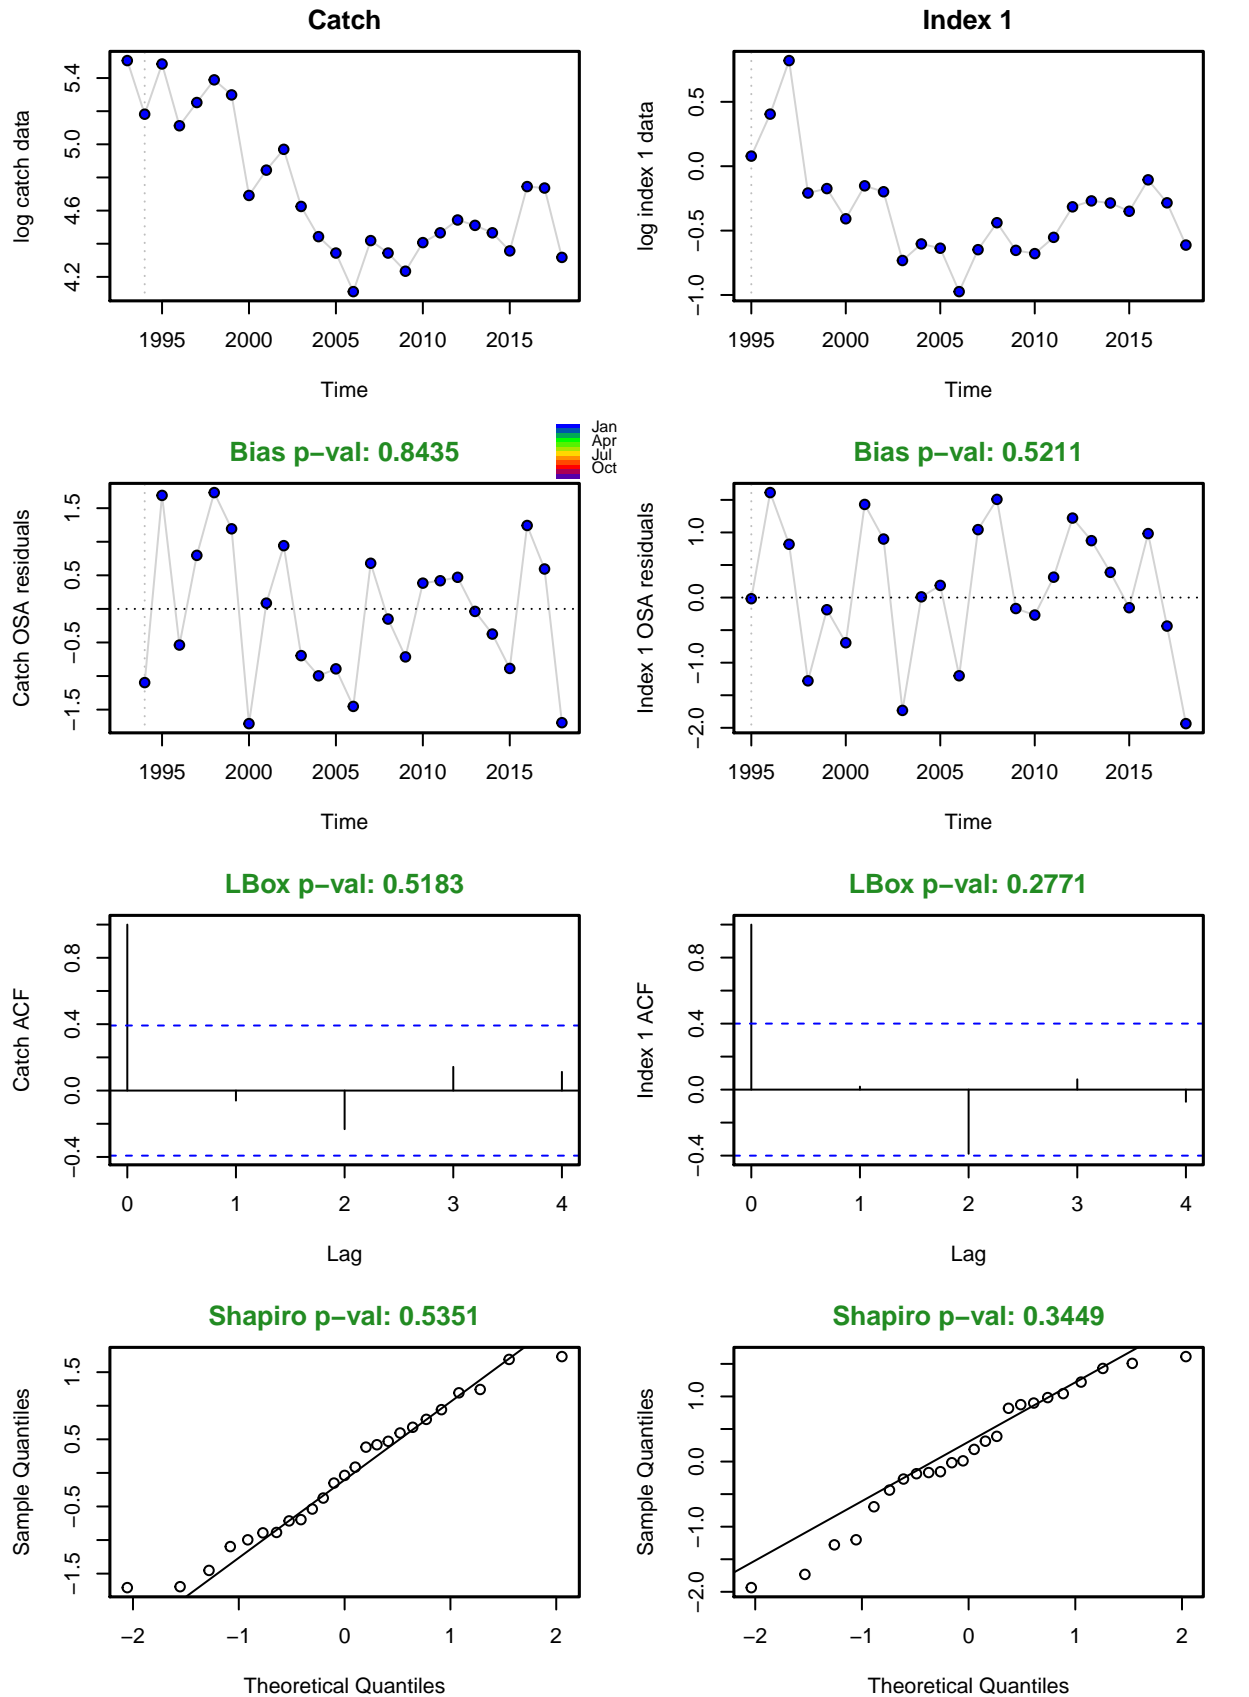 Catch
log catch data
4.2 4.6 5.0 5.4
1995 2000 2005 2010 2015
Time
Index 1
log index 1 data
−1.0 −0.5 0.0 0.5
1995 2000 2005 2010 2015
Time
Bias p−val: 0.8435
Jan
Apr
Jul
Oct
Catch OSA residuals
−1.5 −0.5 0.5 1.5
1995 2000 2005 2010 2015
Time
Bias p−val: 0.5211
Index 1 OSA residuals
−2.0 −1.0 0.0 1.0
1995 2000 2005 2010 2015
Time
LBox p−val: 0.5183
Catch ACF
−0.4 0.0 0.4 0.8
0 1 2 3 4
Lag
LBox p−val: 0.2771
Index 1 ACF
−0.4 0.0 0.4 0.8
0 1 2 3 4
Lag
Shapiro p−val: 0.5351
Sample Quantiles
−1.5 −0.5 0.5 1.5
−2 −1 0 1 2
Theoretical Quantiles
Shapiro p−val: 0.3449
Sample Quantiles
−2.0 −1.0 0.0 1.0
−2 −1 0 1 2
Theoretical Quantiles